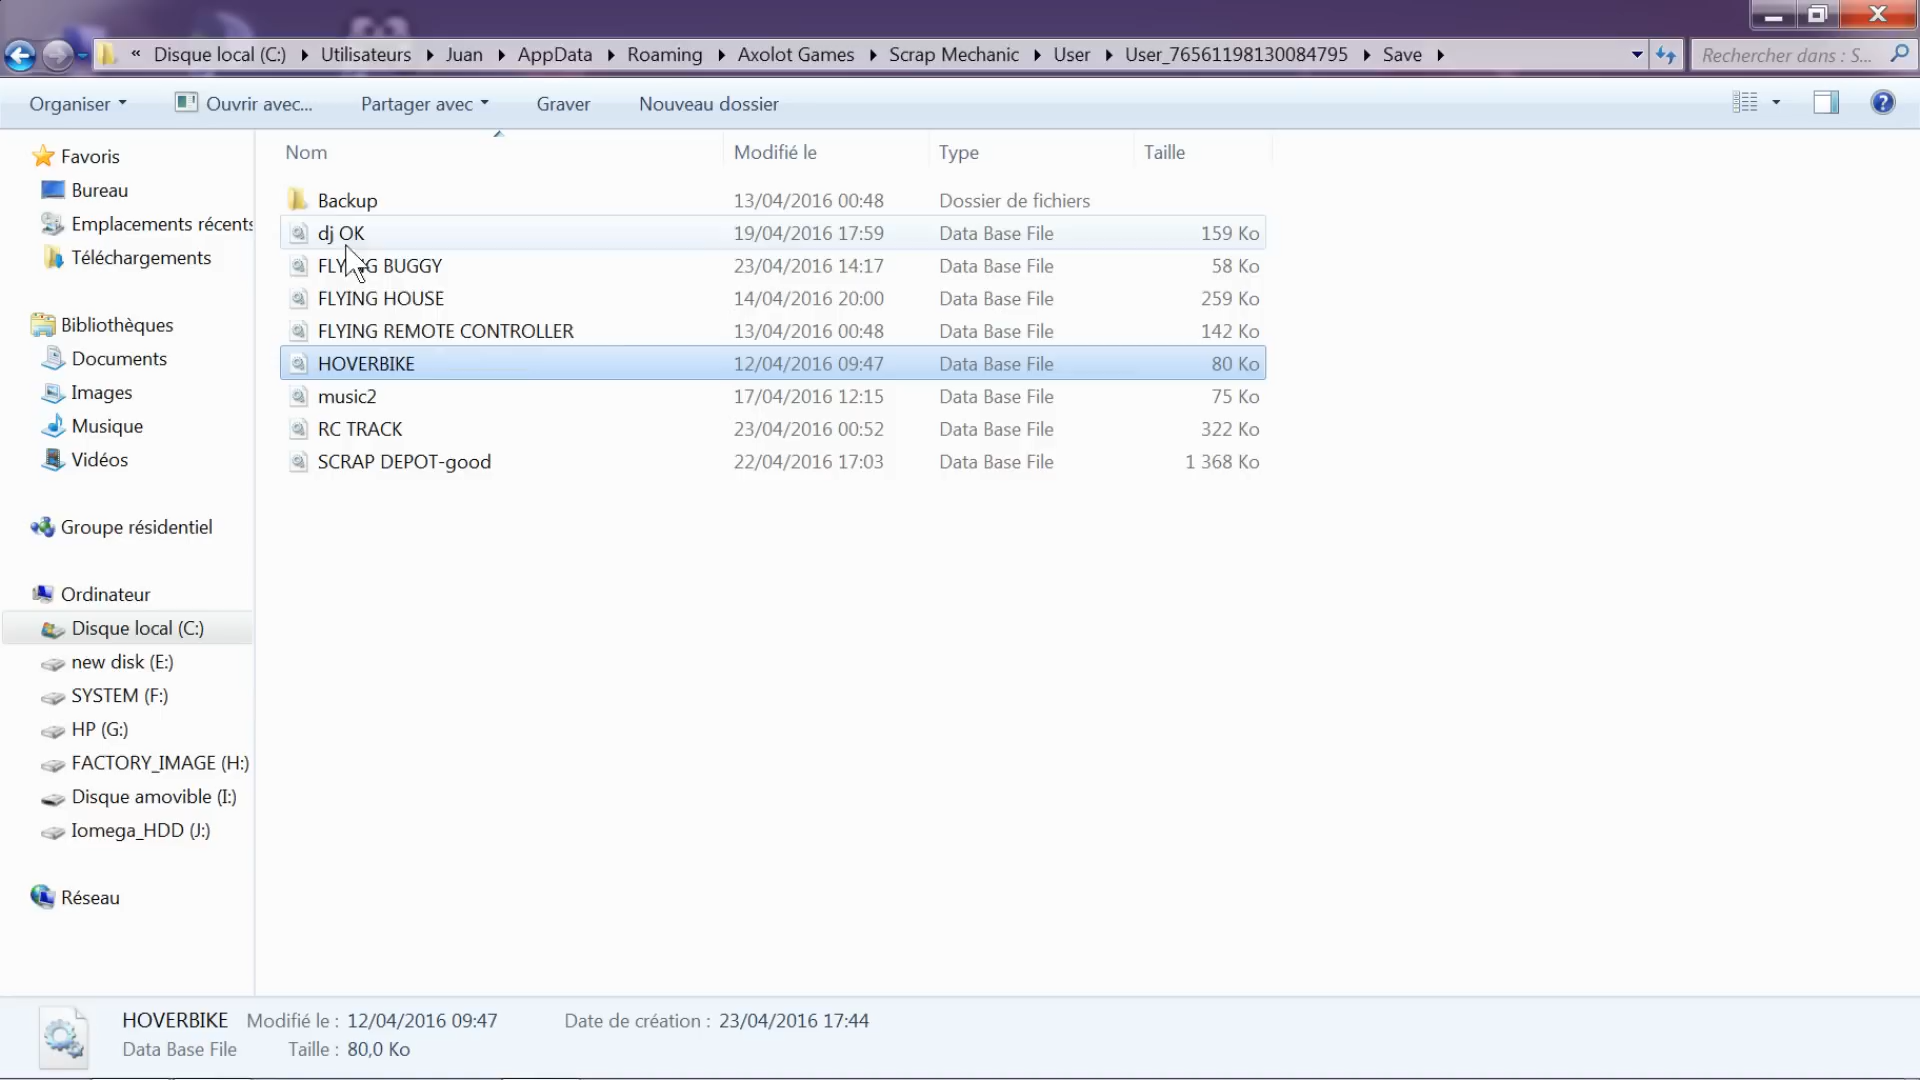 « Disque local (C:) Utilisateurs Juan AppData Roaming Axolot Games Scrap Mechanic User User_76561198130084795 Save
Rechercher dans : S...
Organiser Ouvrir avec... Partager avec Graver Nouveau dossier
Nom Modifié le Type Taille
Backup 13/04/2016 00:48 Dossier de fichiers
dj OK 19/04/2016 17:59 Data Base File 159 Ko
FLYING BUGGY 23/04/2016 14:17 Data Base File 58 Ko
FLYING HOUSE 14/04/2016 20:00 Data Base File 259 Ko
FLYING REMOTE CONTROLLER 13/04/2016 00:48 Data Base File 142 Ko
HOVERBIKE 12/04/2016 09:47 Data Base File 80 Ko
music2 17/04/2016 12:15 Data Base File 75 Ko
RC TRACK 23/04/2016 00:52 Data Base File 322 Ko
SCRAP DEPOT-good 22/04/2016 17:03 Data Base File 1 368 Ko
Favoris
Bureau
Emplacements récents
Téléchargements
Bibliothèques
Documents
Images
Musique
Vidéos
Groupe résidentiel
Ordinateur
Disque local (C:)
new disk (E:)
SYSTEM (F:)
HP (G:)
FACTORY_IMAGE (H:)
Disque amovible (I:)
Iomega_HDD (J:)
Réseau
HOVERBIKE Modifié le : 12/04/2016 09:47 Date de création : 23/04/2016 17:44
Data Base File Taille : 80,0 Ko